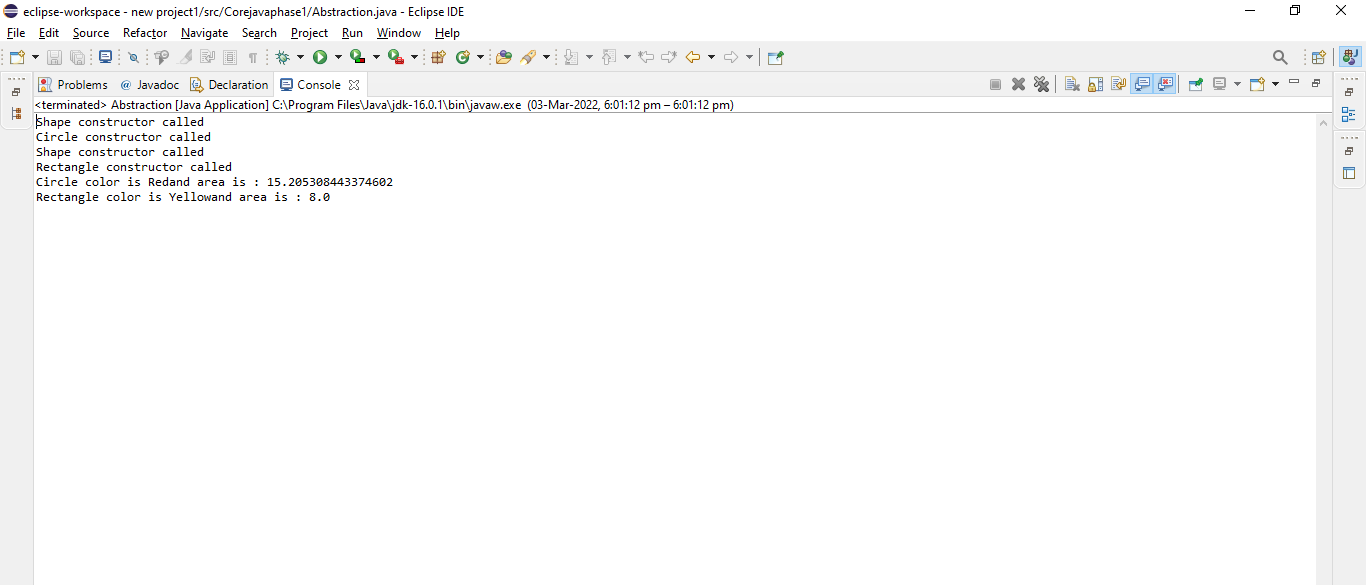 eclipse-workspace - new project1/src/Corejavaphase1/Abstraction.java - Eclipse IDE
File Edit Source Refactor Navigate Search Project Run Window Help
Problems @ Javadoc Declaration Console
<terminated> Abstraction [Java Application] C:\Program Files\Java\jdk-16.0.1\bin\javaw.exe (03-Mar-2022, 6:01:12 pm – 6:01:12 pm)
Shape constructor called
Circle constructor called
Shape constructor called
Rectangle constructor called
Circle color is Redand area is : 15.205308443374602
Rectangle color is Yellowand area is : 8.0